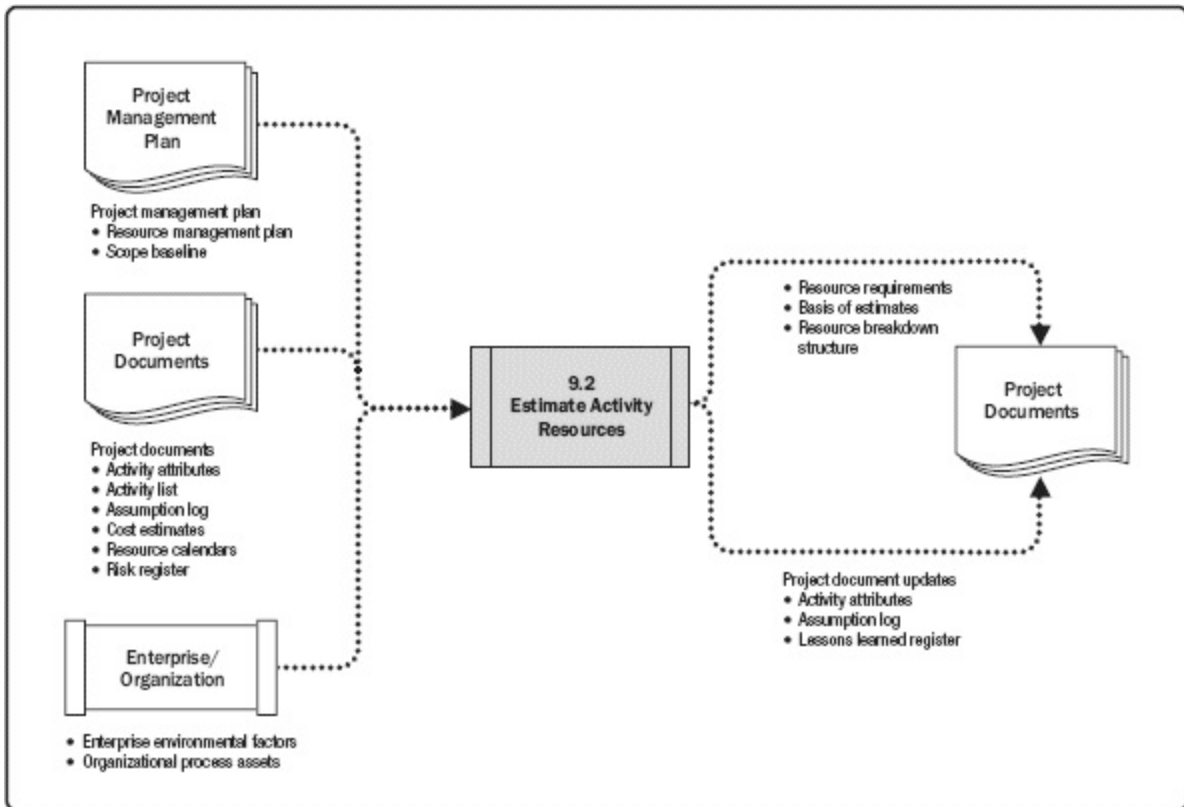 Project
Management
Plan
Project management plan
• Resource management plan
• Scope baseline
Project
Documents
Project documents
• Activity attributes
• Activity list
• Assumption log
• Cost estimates
• Resource calendars
• Risk register
Enterprise/
Organization
• Enterprise environmental factors
• Organizational process assets
9.2
Estimate Activity
Resources
• Resource requirements
• Basis of estimates
• Resource breakdown
structure
Project
Documents
Project document updates
• Activity attributes
• Assumption log
• Lessons learned register